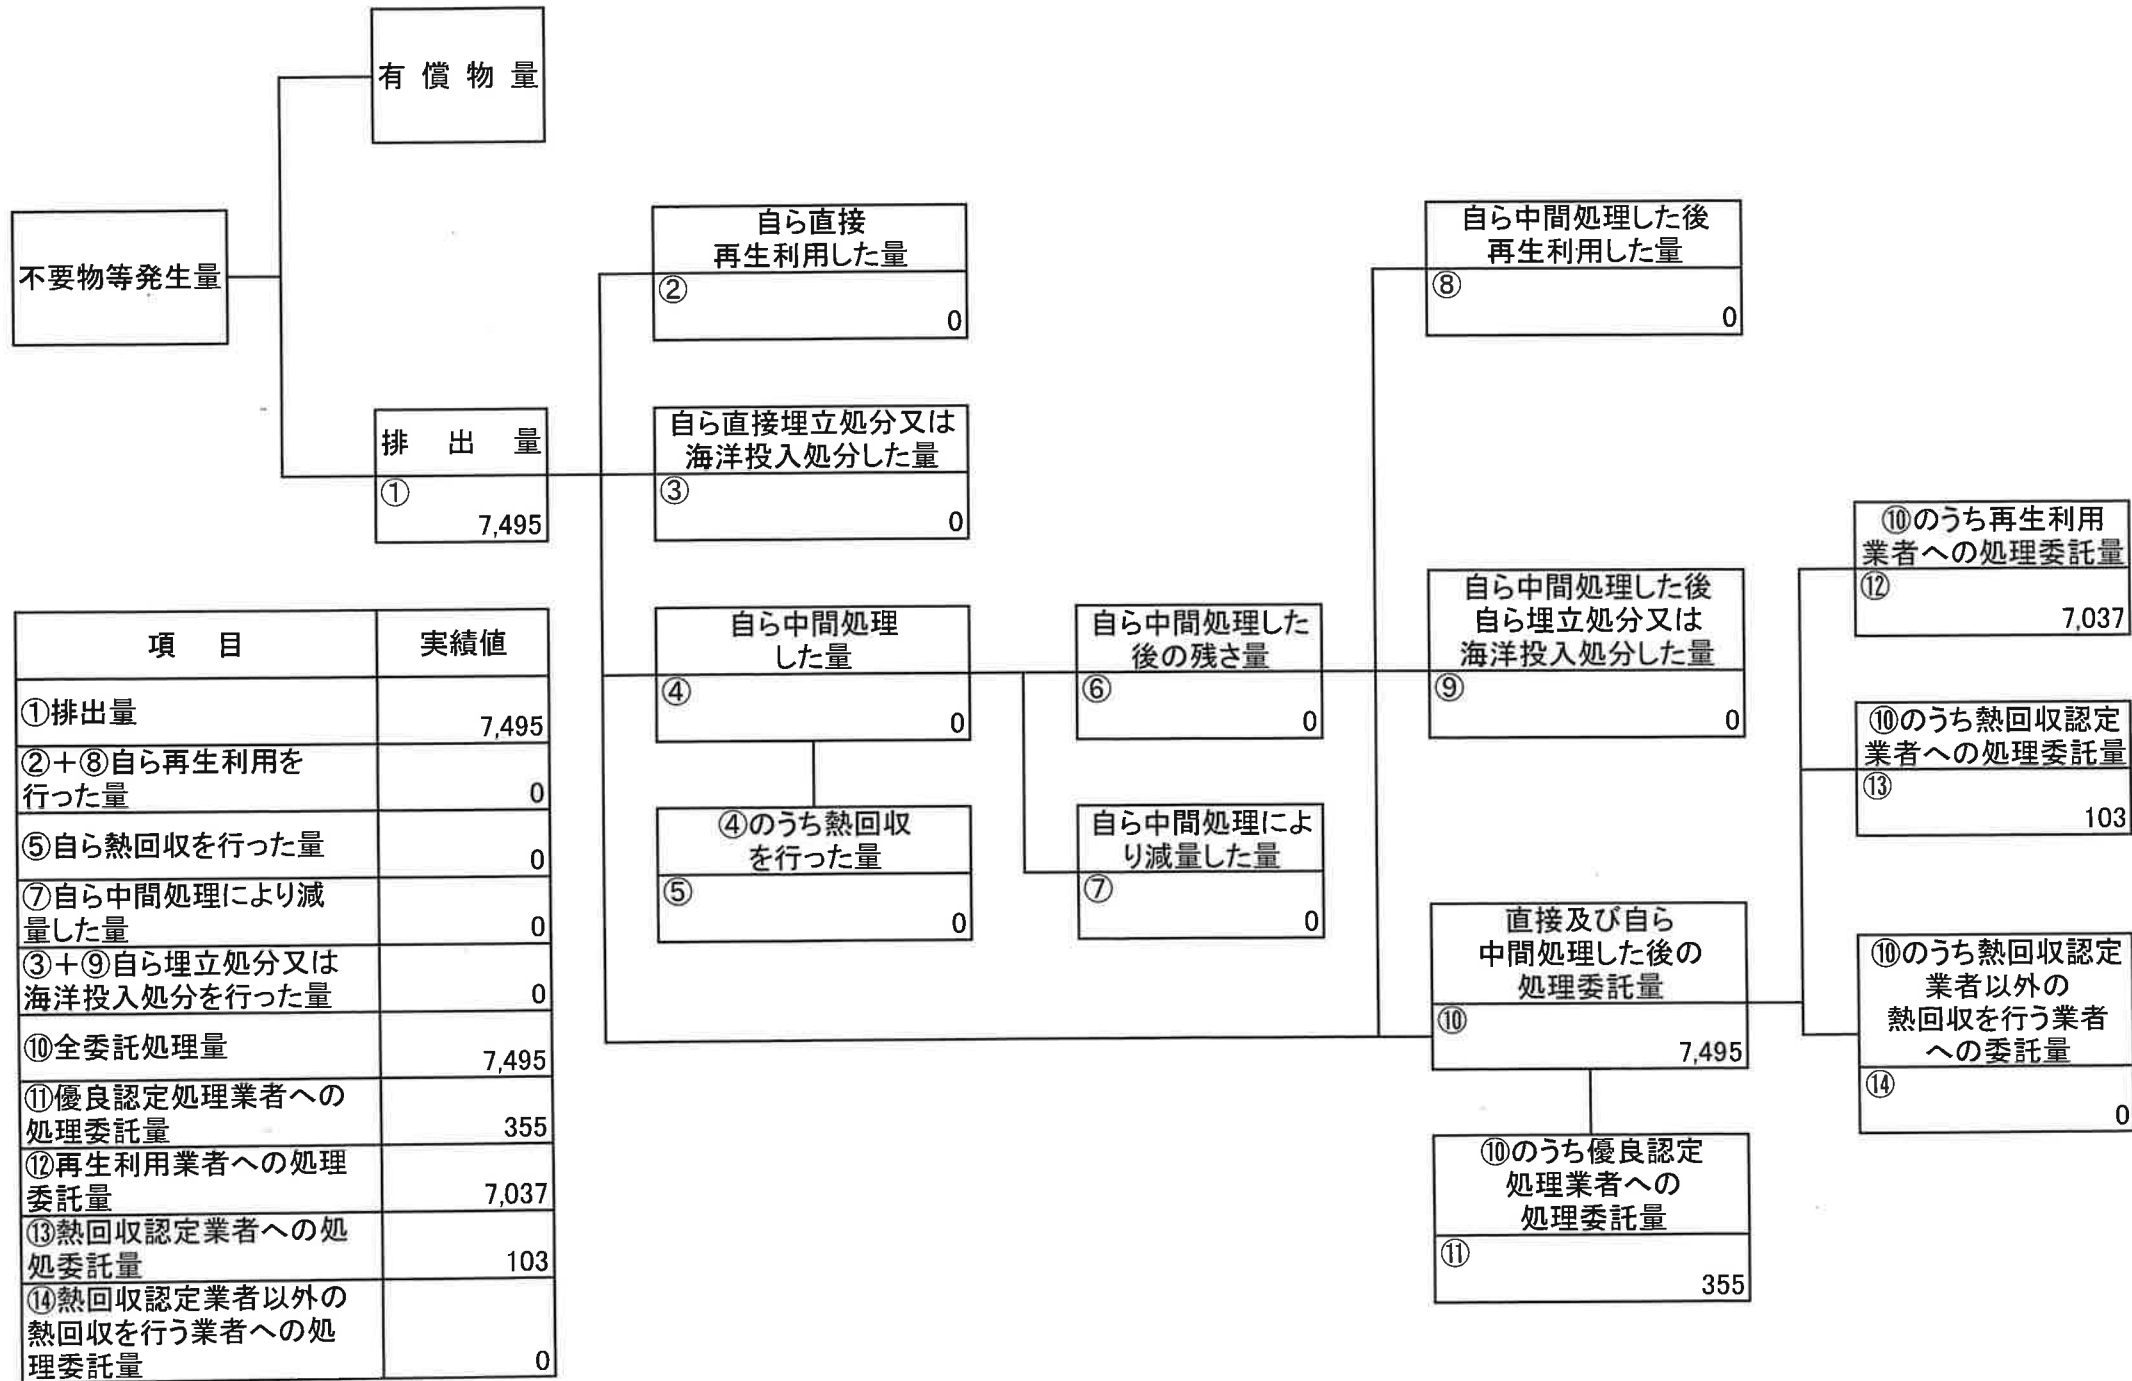 有償物量
不要物等発生量
排出量
①
7,495
自ら直接
再生利用した量
②
0
自ら直接埋立処分又は
海洋投入処分した量
③
0
自ら中間処理
した量
④
0
④のうち熱回収
を行った量
⑤
0
自ら中間処理した
後の残さ量
⑥
0
自ら中間処理によ
り減量した量
⑦
0
自ら中間処理した後
再生利用した量
⑧
0
自ら中間処理した後
自ら埋立処分又は
海洋投入処分した量
⑨
0
直接及び自ら
中間処理した後の
処理委託量
⑩
7,495
⑩のうち優良認定
処理業者への
処理委託量
⑪
355
⑩のうち再生利用
業者への処理委託量
⑫
7,037
⑩のうち熱回収認定
業者への処理委託量
⑬
103
⑩のうち熱回収認定
業者以外の
熱回収を行う業者
への委託量
⑭
0
項目 実績値
①排出量 7,495
②+⑧自ら再生利用を
行った量 0
⑤自ら熱回収を行った量 0
⑦自ら中間処理により減
量した量 0
③+⑨自ら埋立処分又は
海洋投入処分を行った量 0
⑩全委託処理量 7,495
⑪優良認定処理業者への
処理委託量 355
⑫再生利用業者への処理
委託量 7,037
⑬熱回収認定業者への処
処委託量 103
⑭熱回収認定業者以外の
熱回収を行う業者への処
理委託量 0